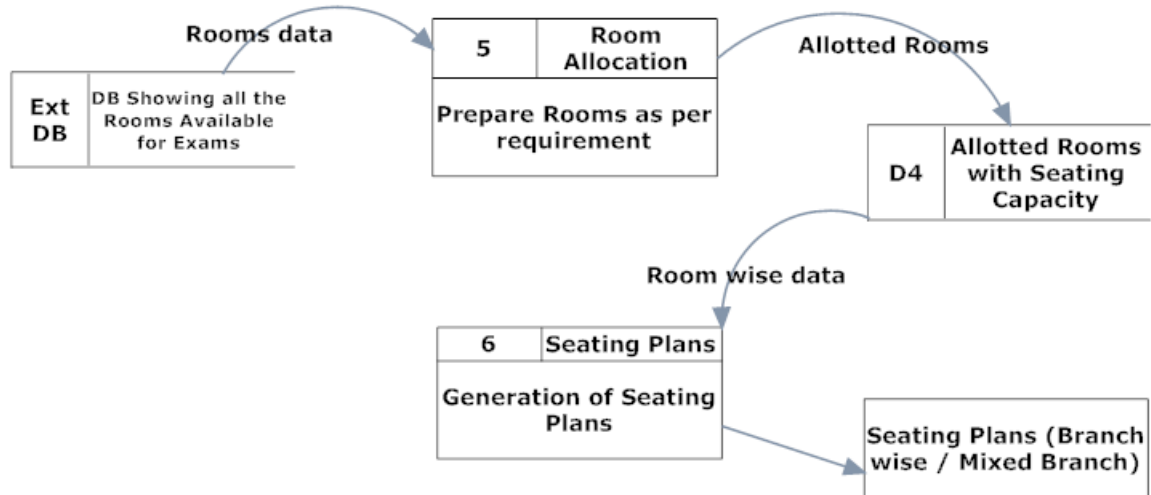 Rooms data
5
Room
Allocation
Prepare Rooms as per
requirement
Allotted Rooms
Ext
DB
DB Showing all the
Rooms Available
for Exams
D4
Allotted Rooms
with Seating
Capacity
Room wise data
6
Seating Plans
Generation of Seating
Plans
Seating Plans (Branch
wise / Mixed Branch)